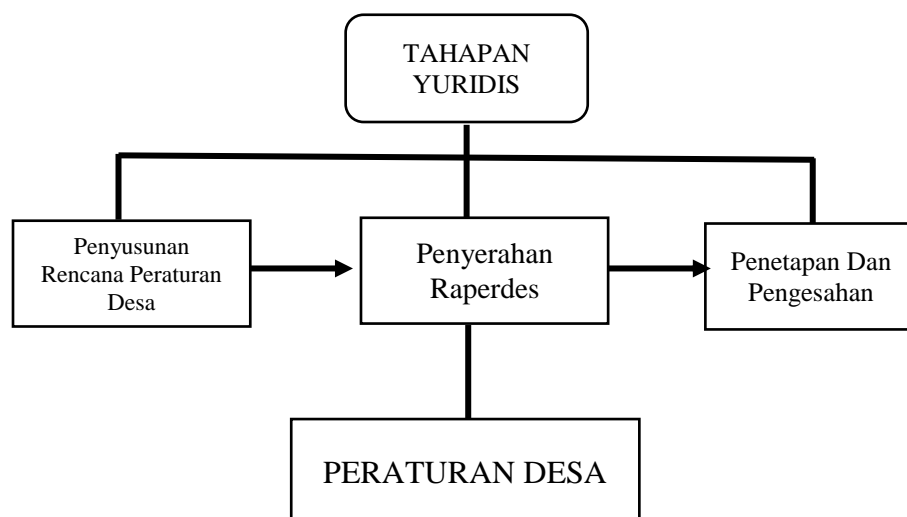 TAHAPAN
YURIDIS
Penyusunan
Rencana Peraturan
Desa
Penyerahan
Raperdes
Penetapan Dan
Pengesahan
PERATURAN DESA